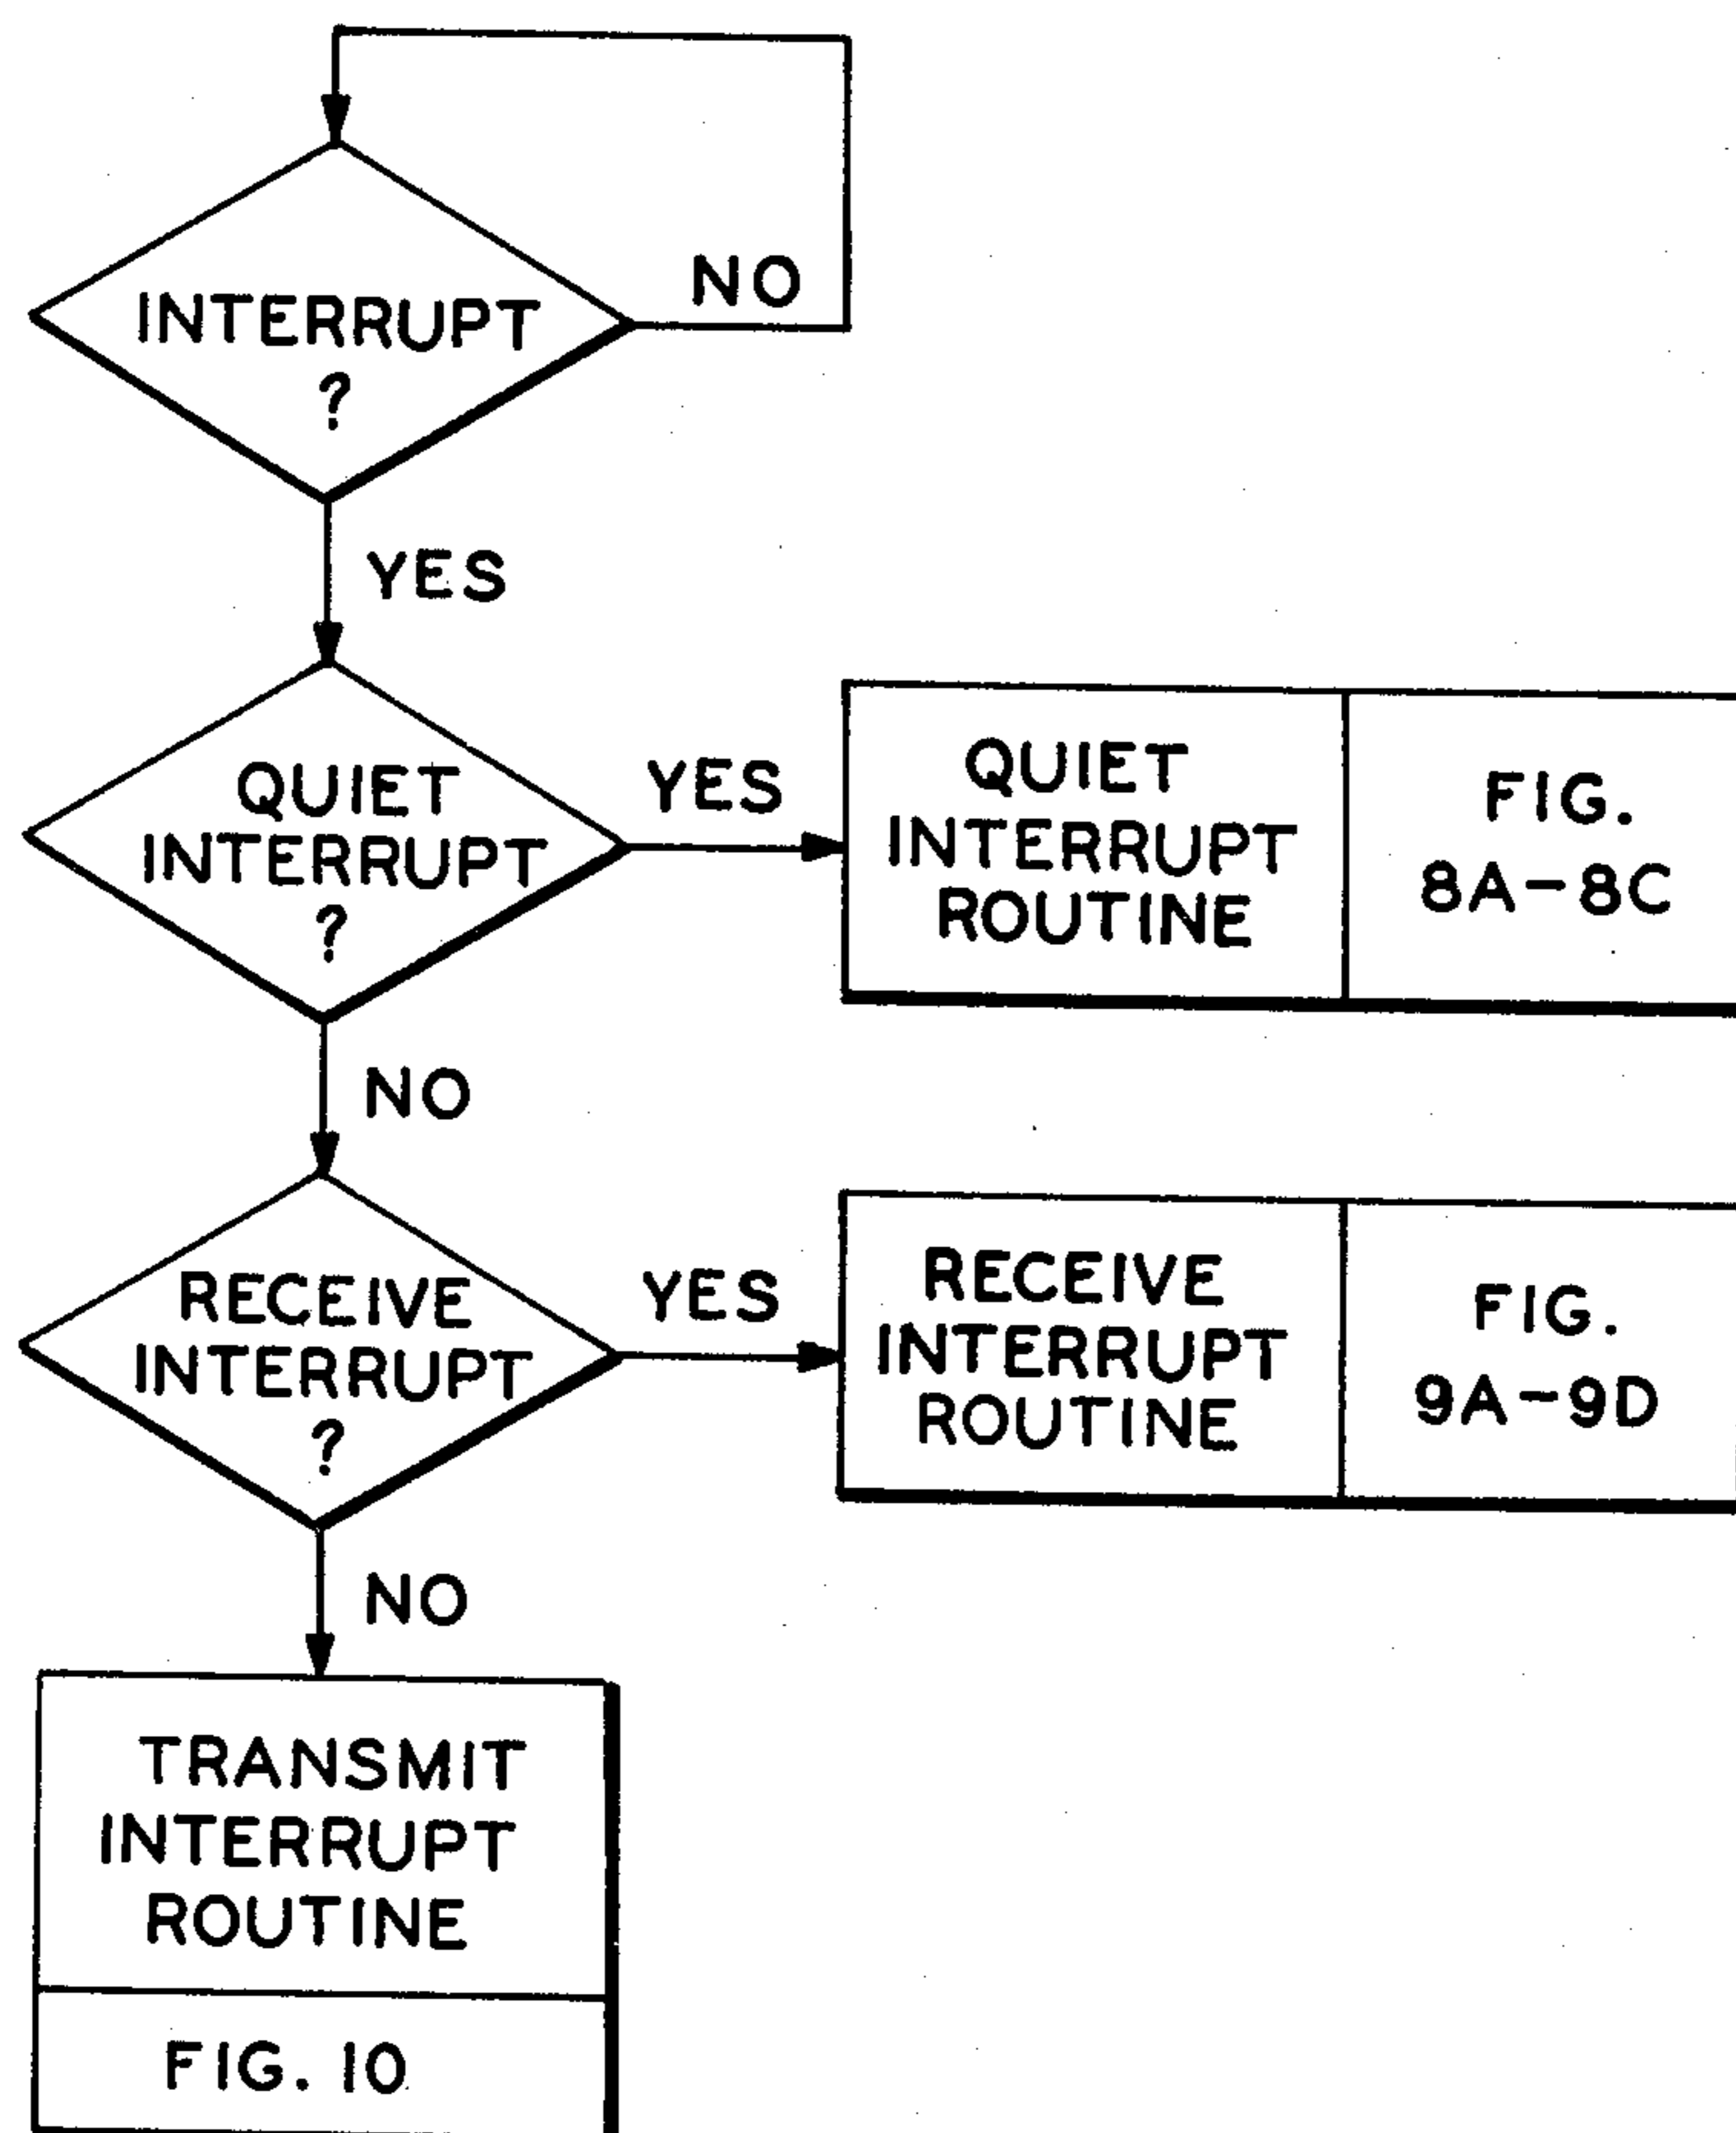 NO
INTERRUPT
?
YES
QUIET
INTERRUPT
?
YES
QUIET
INTERRUPT
ROUTINE
FIG.
8A-8C
NO
RECEIVE
INTERRUPT
?
YES
RECEIVE
INTERRUPT
ROUTINE
FIG.
9A-9D
NO
TRANSMIT
INTERRUPT
ROUTINE
FIG. 10